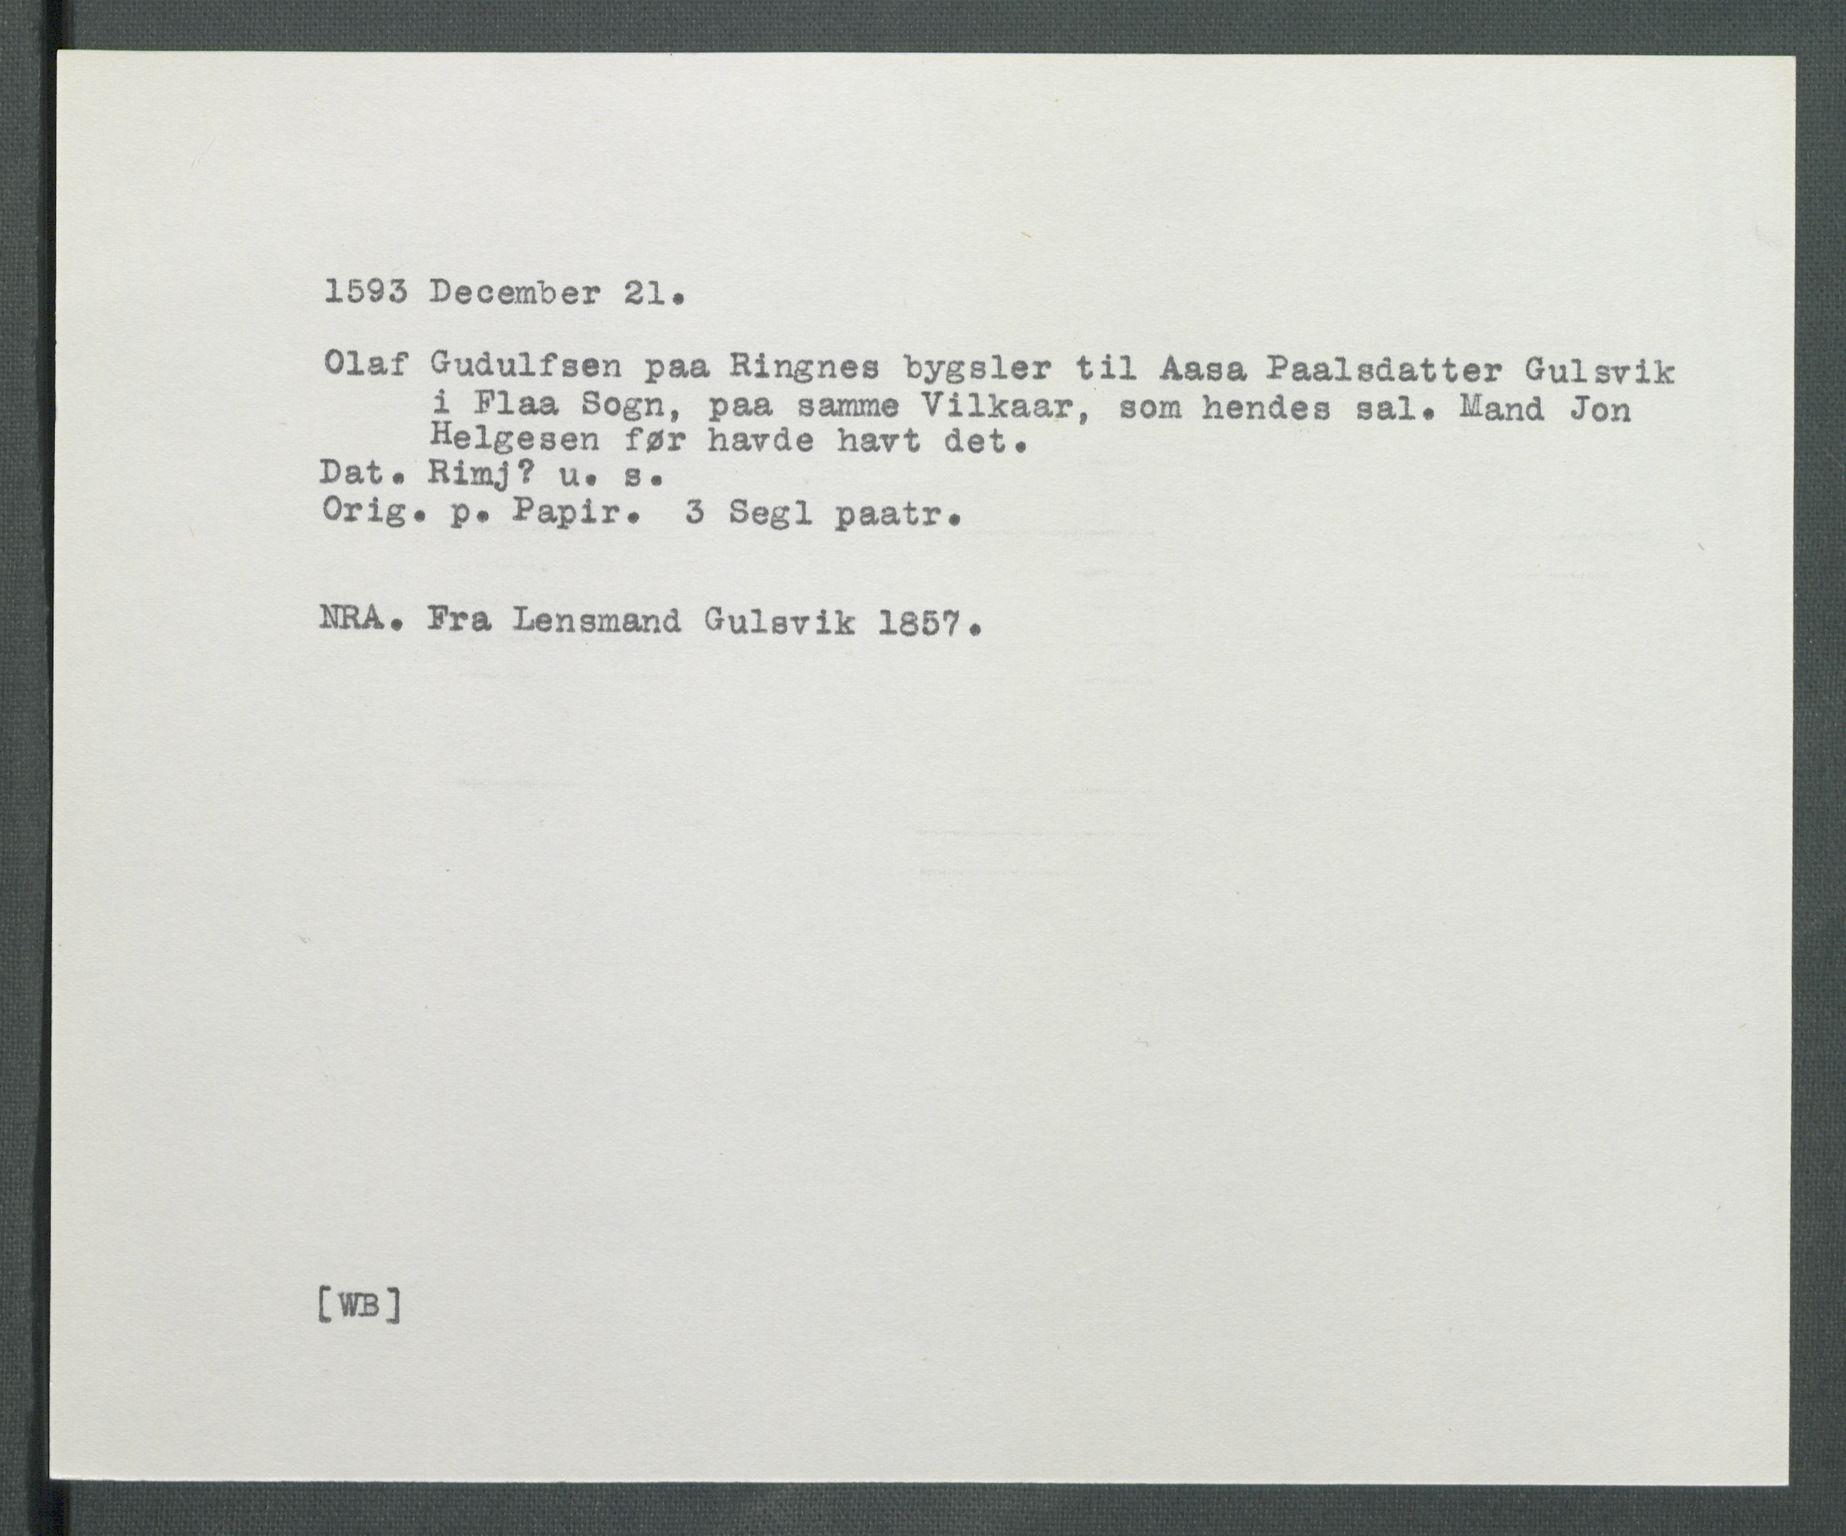 1593 December 21.
Olaf Gudulfsen paa Ringnes bygsler til Aasa Paalsdatter Gulsvik
i Flaa Sogn, paa samme Vilkaar, som hendes sal. Mand Jon
Helgesen før havde havt det.
Dat. Rimj? u. s.
Orig. p. Papir. 3 Segl paatr.
NRA. Fra Lensmand Gulsvik 1857.
[WB]